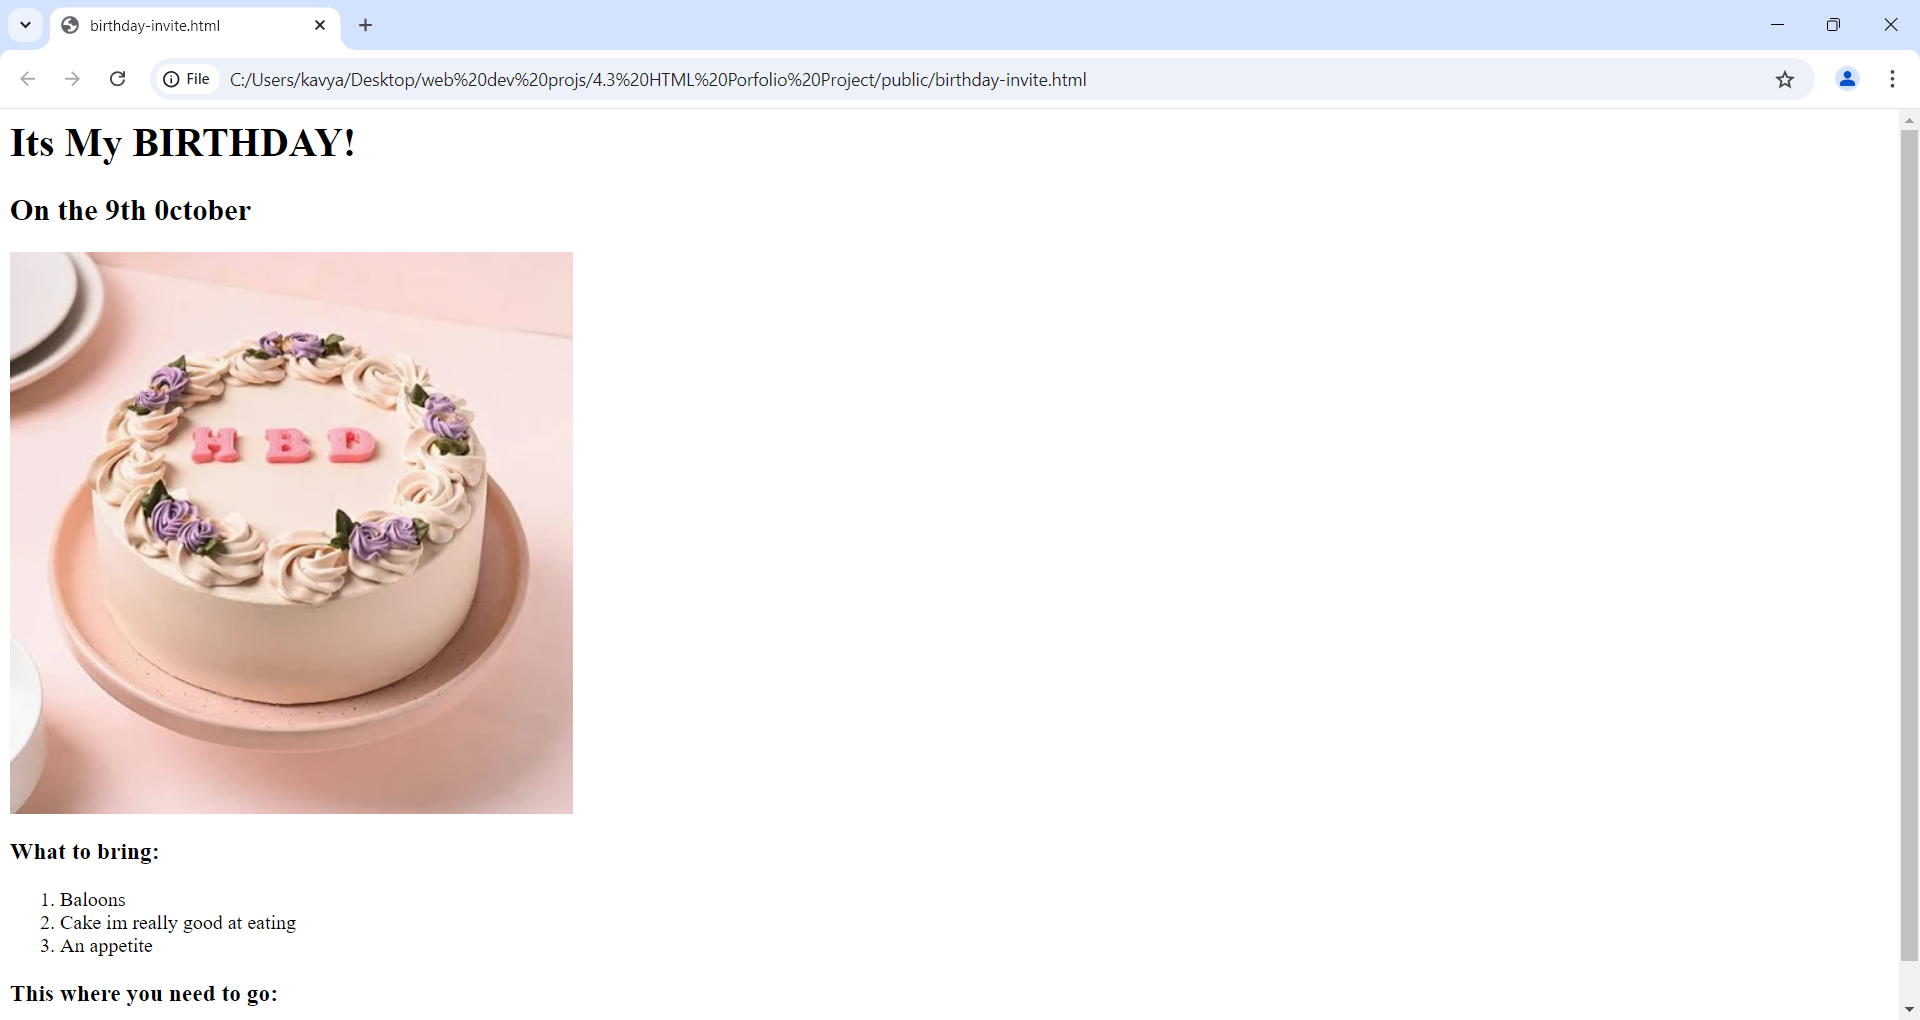 birthday-invite.html
File
C:/Users/kavya/Desktop/web%20dev%20projs/4.3%20HTML%20Porfolio%20Project/public/birthday-invite.html
Its My BIRTHDAY!
On the 9th 0ctober
H B D
What to bring:
1. Baloons
2. Cake im really good at eating
3. An appetite
This where you need to go: